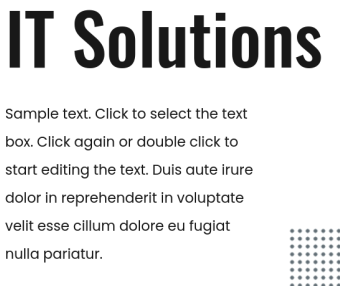 IT Solutions
Sample text. Click to select the text
box. Click again or double click to
start editing the text. Duis aute irure
dolor in reprehenderit in voluptate
velit esse cillum dolore eu fugiat
nulla pariatur.